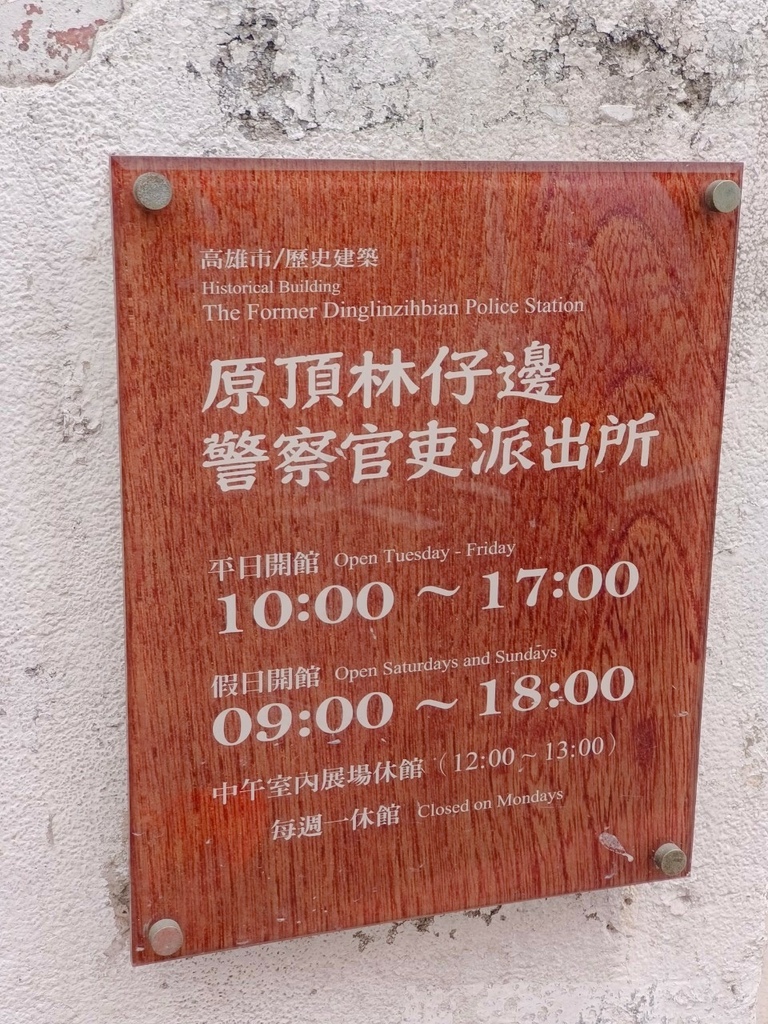 高雄市/歷史建築
Historical Building
The Former Dinglinzihbian Police Station
原頂林仔邊
警察官吏派出所
平日開館 Open Tuesday - Friday
10:00 ~ 17:00
假日開館 Open Saturdays and Sundays
09:00 ~ 18:00
中午室內展場休館（12:00 ~ 13:00）
每週一休館 Closed on Mondays